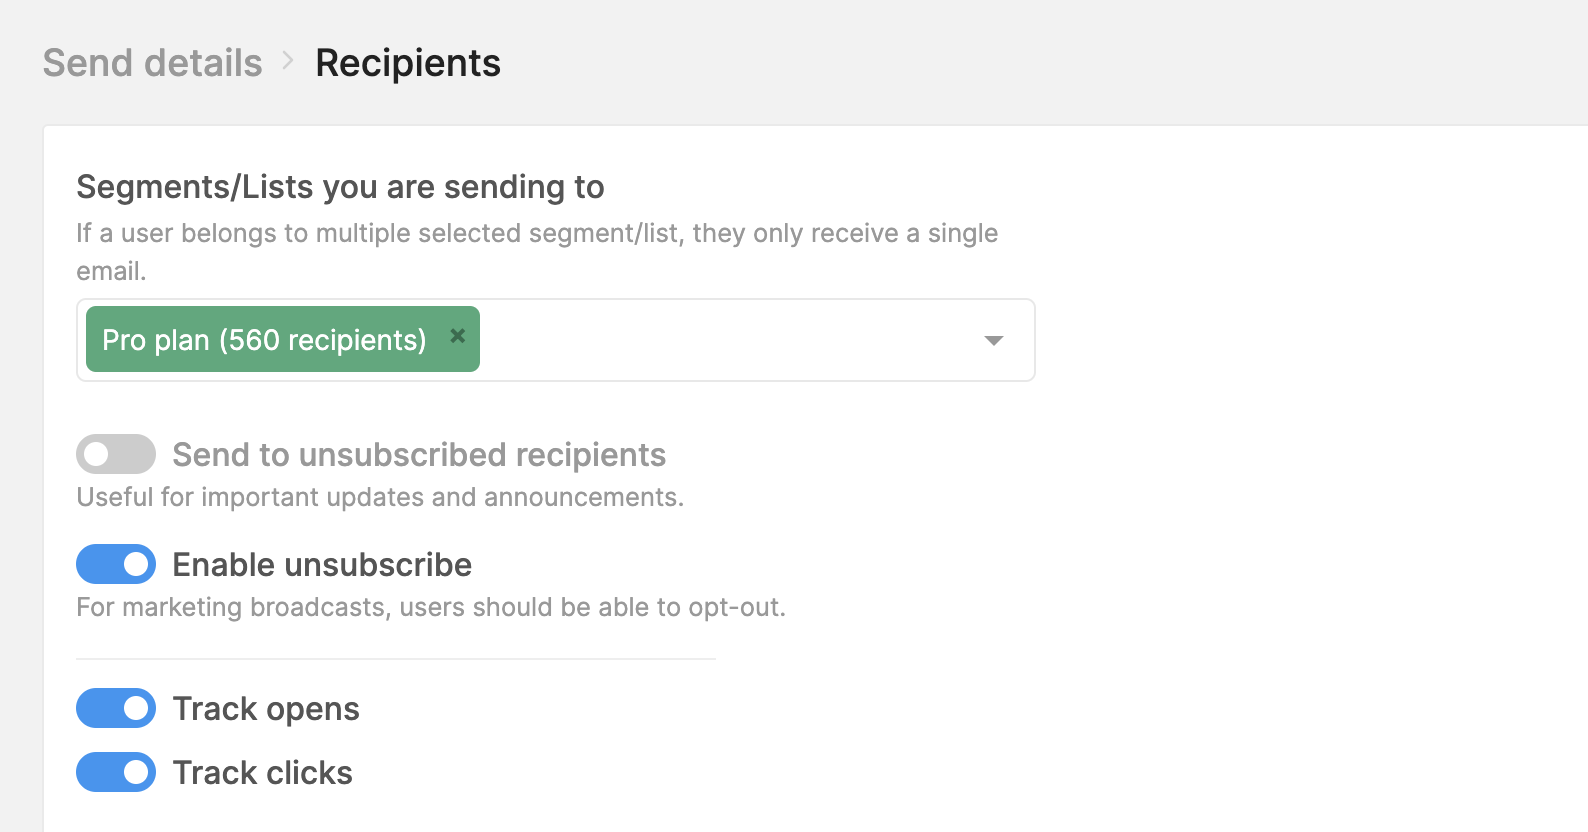 Send details > Recipients
Segments/Lists you are sending to
If a user belongs to multiple selected segment/list, they only receive a single
email.
Pro plan (560 recipients) ×
Send to unsubscribed recipients
Useful for important updates and announcements.
Enable unsubscribe
For marketing broadcasts, users should be able to opt-out.
Track opens
Track clicks